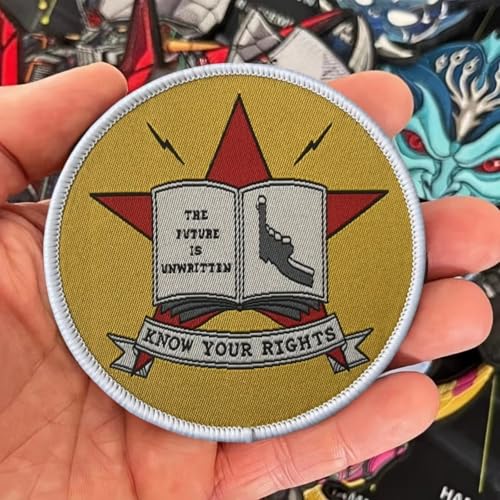 THE
FUTURE
IS
UNWRITTEN
KNOW YOUR RIGHTS